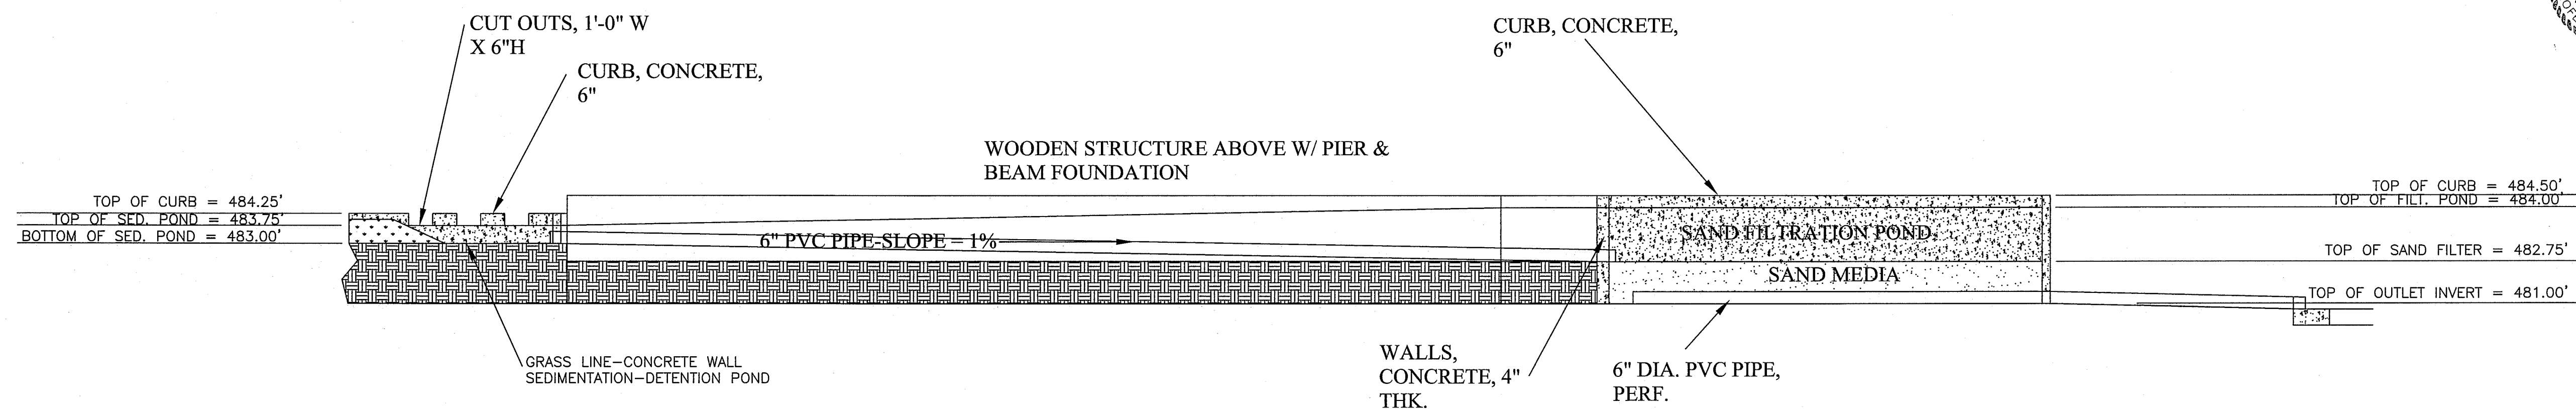 CUT OUTS, 1'-0" W
X 6"H
CURB, CONCRETE,
6"
CURB, CONCRETE,
6"
WOODEN STRUCTURE ABOVE W/ PIER &
BEAM FOUNDATION
TOP OF CURB = 484.25'
TOP OF SED. POND = 483.75'
BOTTOM OF SED. POND = 483.00'
6" PVC PIPE-SLOPE = 1%
SAND FILTRATION POND
SAND MEDIA
TOP OF CURB = 484.50'
TOP OF FILT. POND = 484.00'
TOP OF SAND FILTER = 482.75'
TOP OF OUTLET INVERT = 481.00'
GRASS LINE-CONCRETE WALL
SEDIMENTATION-DETENTION POND
WALLS,
CONCRETE, 4"
THK.
6" DIA. PVC PIPE,
PERF.
OF